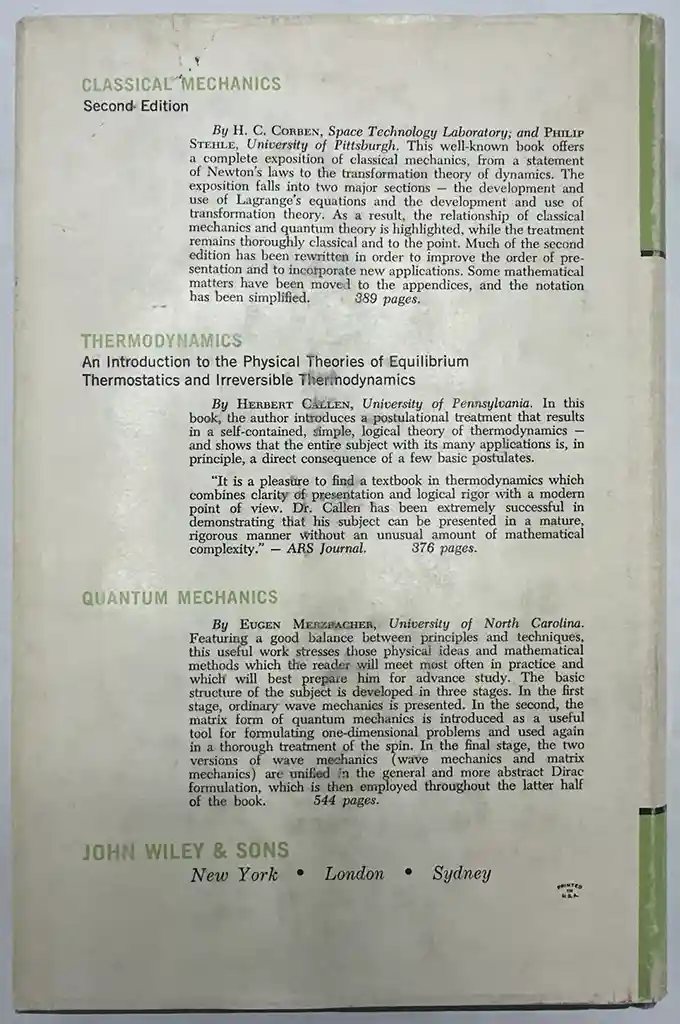 CLASSICAL MECHANICS
Second Edition
By H. C. CORBEN, Space Technology Laboratory; and PHILIP
STEHLE, University of Pittsburgh. This well-known book offers
a complete exposition of classical mechanics, from a statement
of Newton's laws to the transformation theory of dynamics. The
exposition falls into two major sections — the development and
use of Lagrange's equations and the development and use of
transformation theory. As a result, the relationship of classical
mechanics and quantum theory is highlighted, while the treatment
remains thoroughly classical and to the point. Much of the second
edition has been rewritten in order to improve the order of pre-
sentation and to incorporate new applications. Some mathematical
matters have been moved to the appendices, and the notation
has been simplified. 389 pages.
THERMODYNAMICS
An Introduction to the Physical Theories of Equilibrium
Thermostatics and Irreversible Thermodynamics
By HERBERT CALLEN, University of Pennsylvania. In this
book, the author introduces a postulational treatment that results
in a self-contained, simple, logical theory of thermodynamics —
and shows that the entire subject with its many applications is, in
principle, a direct consequence of a few basic postulates.
"It is a pleasure to find a textbook in thermodynamics which
combines clarity of presentation and logical rigor with a modern
point of view. Dr. Callen has been extremely successful in
demonstrating that his subject can be presented in a mature,
rigorous manner without an unusual amount of mathematical
complexity." — ARS Journal. 376 pages.
QUANTUM MECHANICS
By EUGEN MERZBACHER, University of North Carolina.
Featuring a good balance between principles and techniques,
this useful work stresses those physical ideas and mathematical
methods which the reader will meet most often in practice and
which will best prepare him for advance study. The basic
structure of the subject is developed in three stages. In the first
stage, ordinary wave mechanics is presented. In the second, the
matrix form of quantum mechanics is introduced as a useful
tool for formulating one-dimensional problems and used again
in a thorough treatment of the spin. In the final stage, the two
versions of wave mechanics (wave mechanics and matrix
mechanics) are unified in the general and more abstract Dirac
formulation, which is then employed throughout the latter half
of the book. 544 pages.
JOHN WILEY & SONS
New York • London • Sydney
PRINTED
IN
U.S.A.